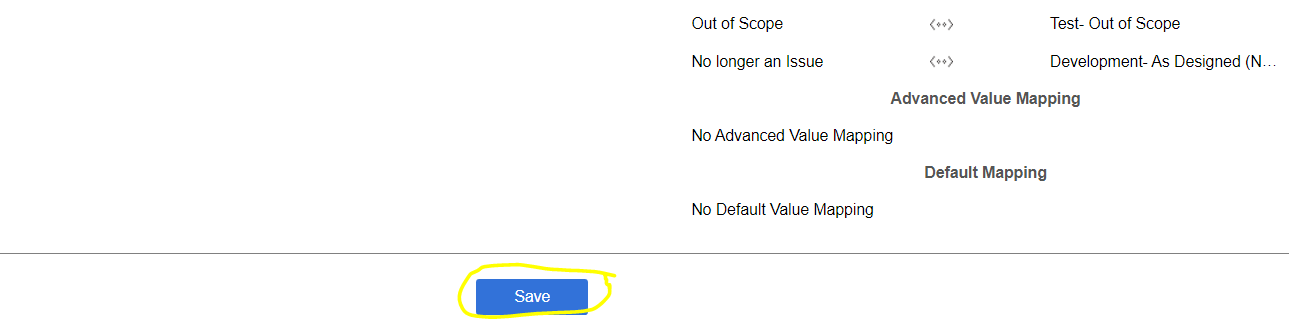 Out of Scope Test- Out of Scope
No longer an Issue Development- As Designed (N...
Advanced Value Mapping
No Advanced Value Mapping
Default Mapping
No Default Value Mapping
Save